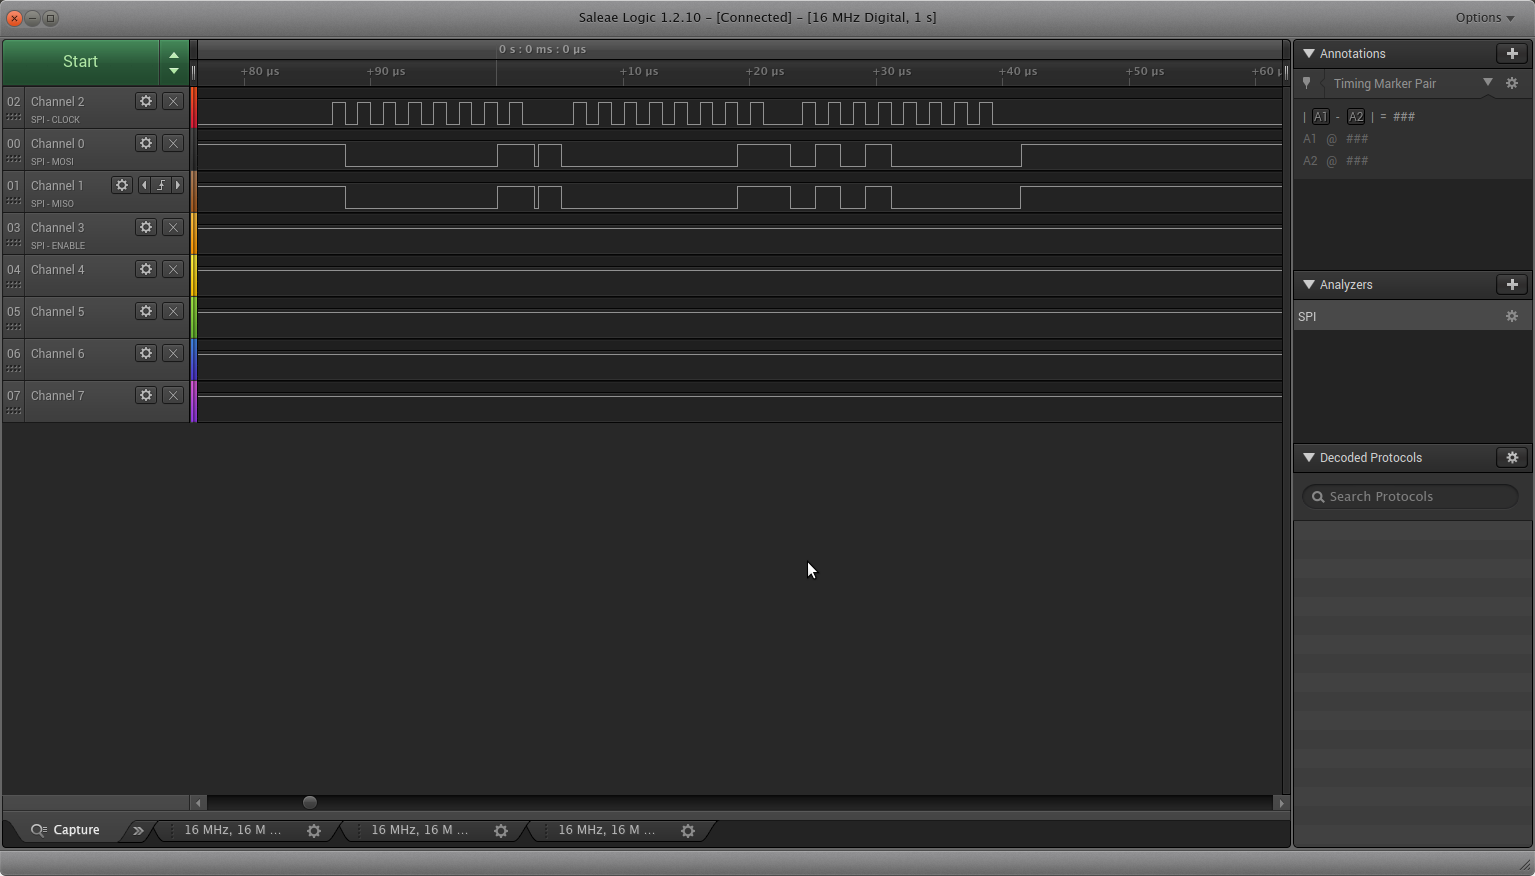 Saleae Logic 1.2.10 – [Connected] – [16 MHz Digital, 1 s]
Options
Start
0 s : 0 ms : 0 µs
+80 µs
+90 µs
+10 µs
+20 µs
+30 µs
+40 µs
+50 µs
+60
02 Channel 2
SPI - CLOCK
00 Channel 0
SPI - MOSI
01 Channel 1
SPI - MISO
03 Channel 3
SPI - ENABLE
04 Channel 4
05 Channel 5
06 Channel 6
07 Channel 7
Annotations
Timing Marker Pair
| A1 - A2 | = ###
A1 @ ###
A2 @ ###
Analyzers
SPI
Decoded Protocols
Search Protocols
Capture
16 MHz, 16 M ...
16 MHz, 16 M ...
16 MHz, 16 M ...